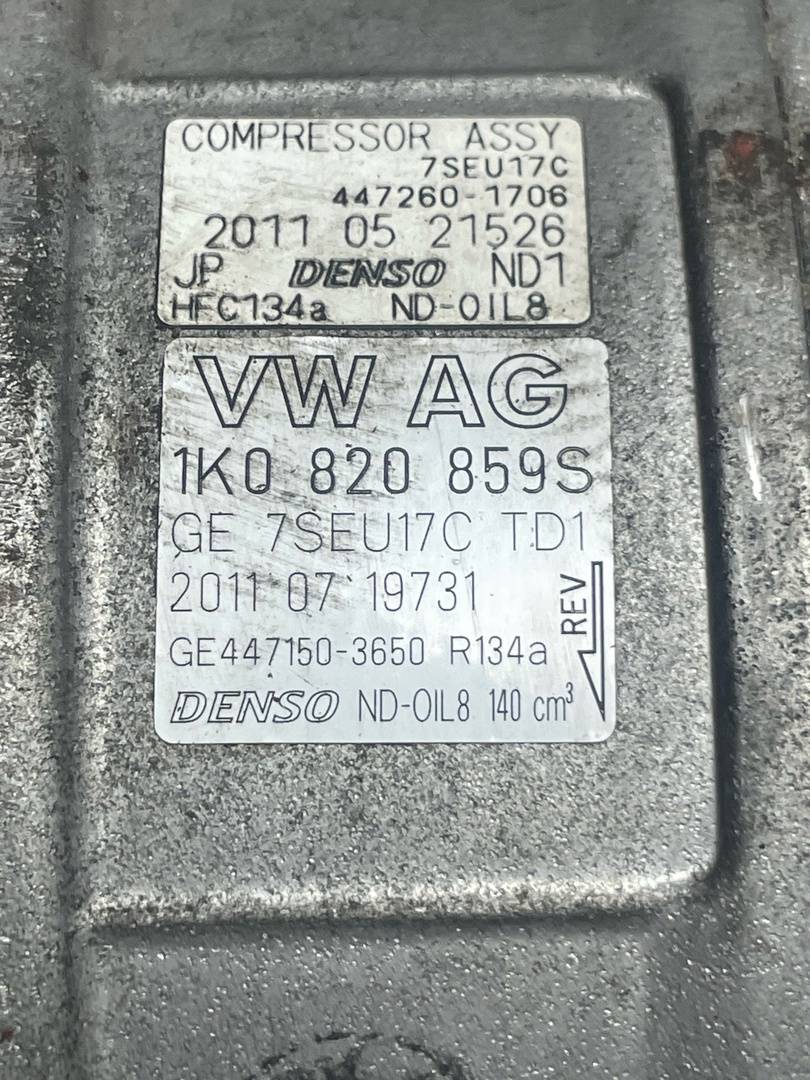 COMPRESSOR ASSY
7SEU17C
447260-1706
2011 05 21526
JP DENSO ND1
HFC134a ND-OIL8
VW AG
1K0 820 859S
GE 7SEU17C TD1
2011 07 19731
REV
GE447150-3650 R134a
DENSO ND-OIL8 140 cm³